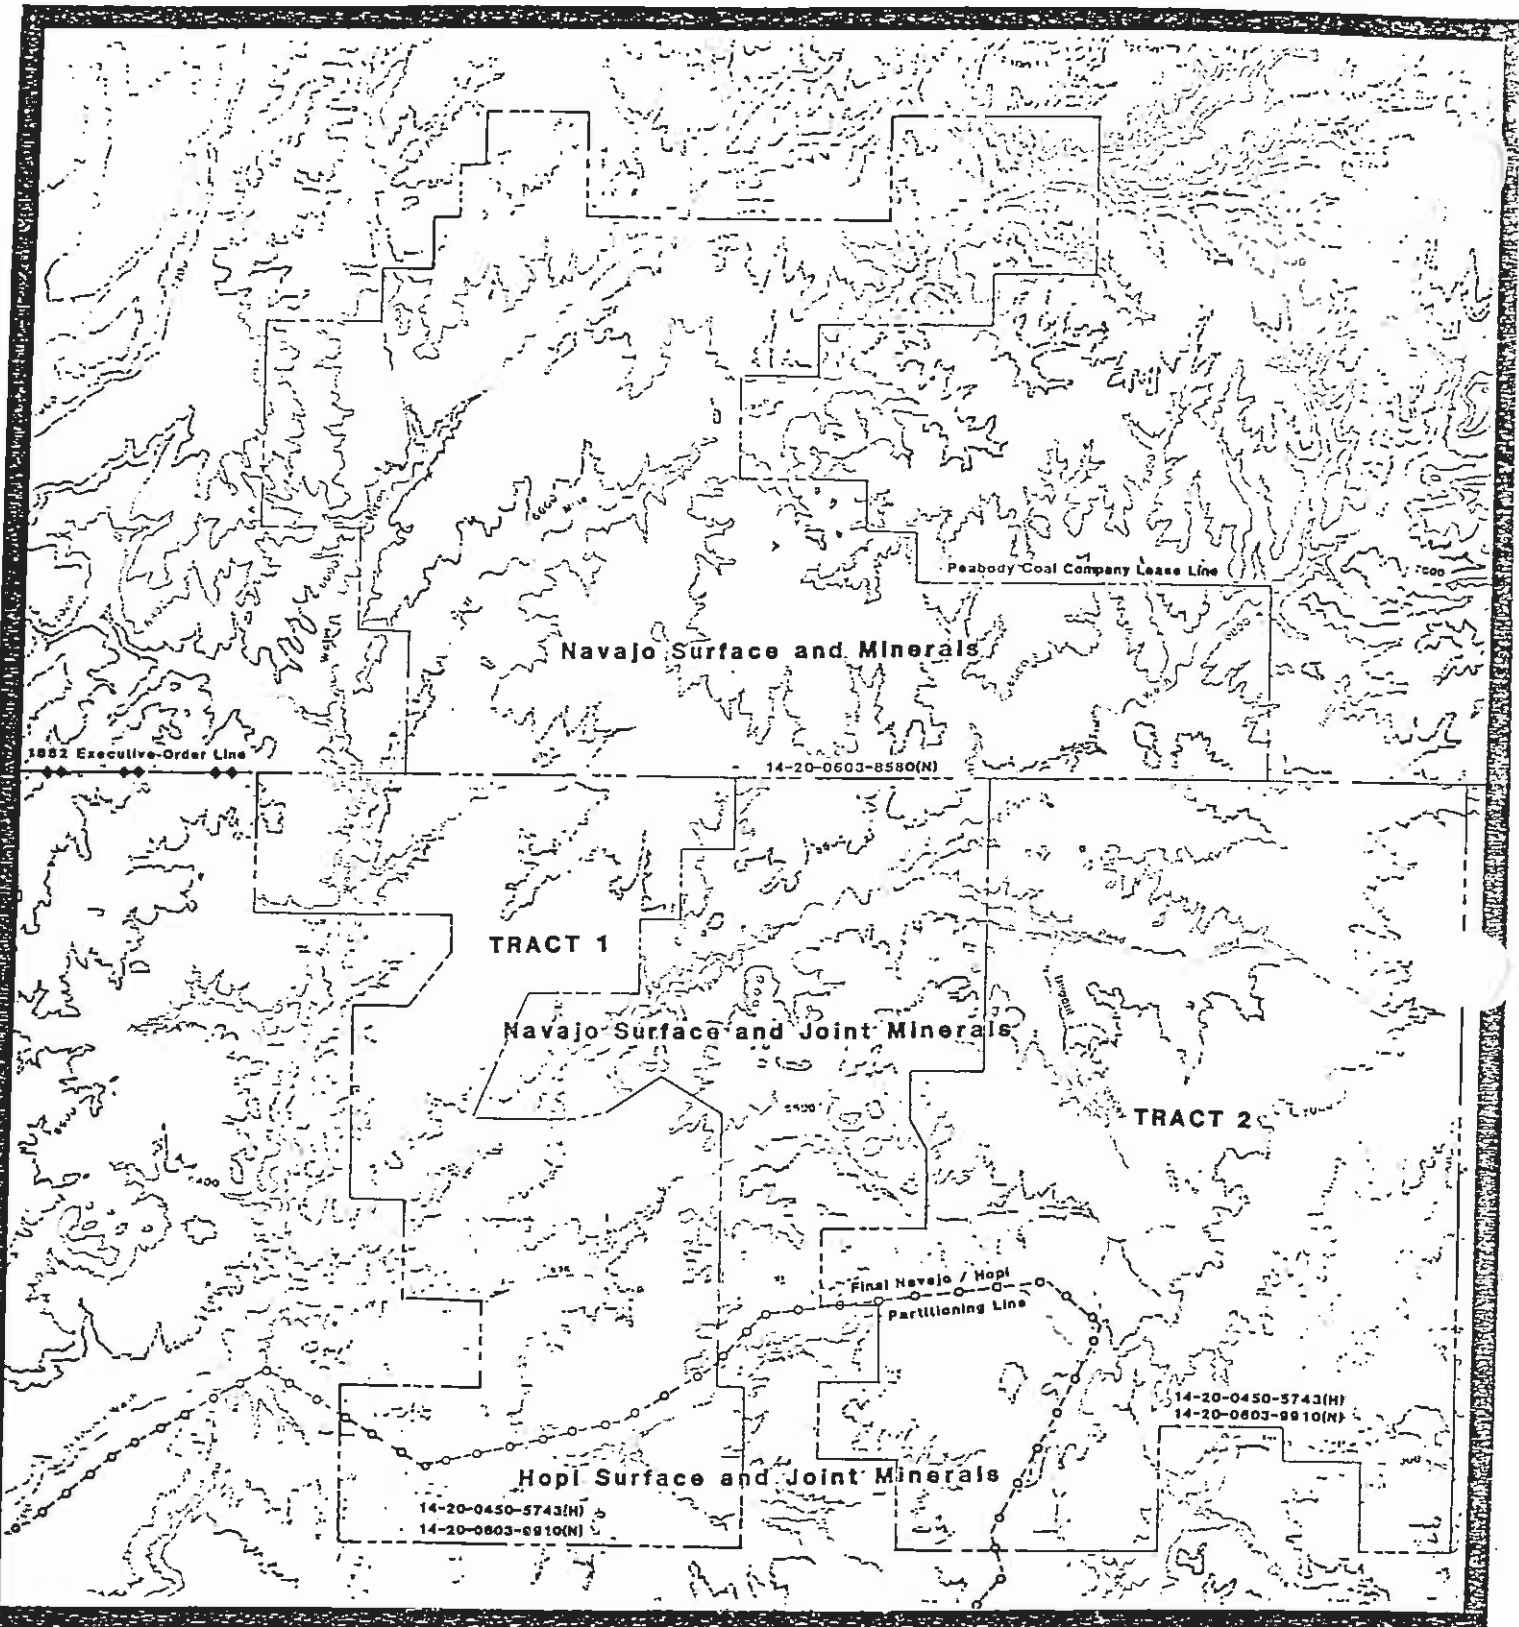 Peabody Coal Company Lease Line
Navajo Surface and Minerals
1882 Executive-Order Line
14-20-0603-8580(N)
TRACT 1
Navajo Surface and Joint Minerals
TRACT 2
Final Navajo / Hopi
Partitioning Line
14-20-0450-5743(H)
14-20-0603-9910(N)
Hopi Surface and Joint Minerals
14-20-0450-5743(H)
14-20-0603-9910(N)